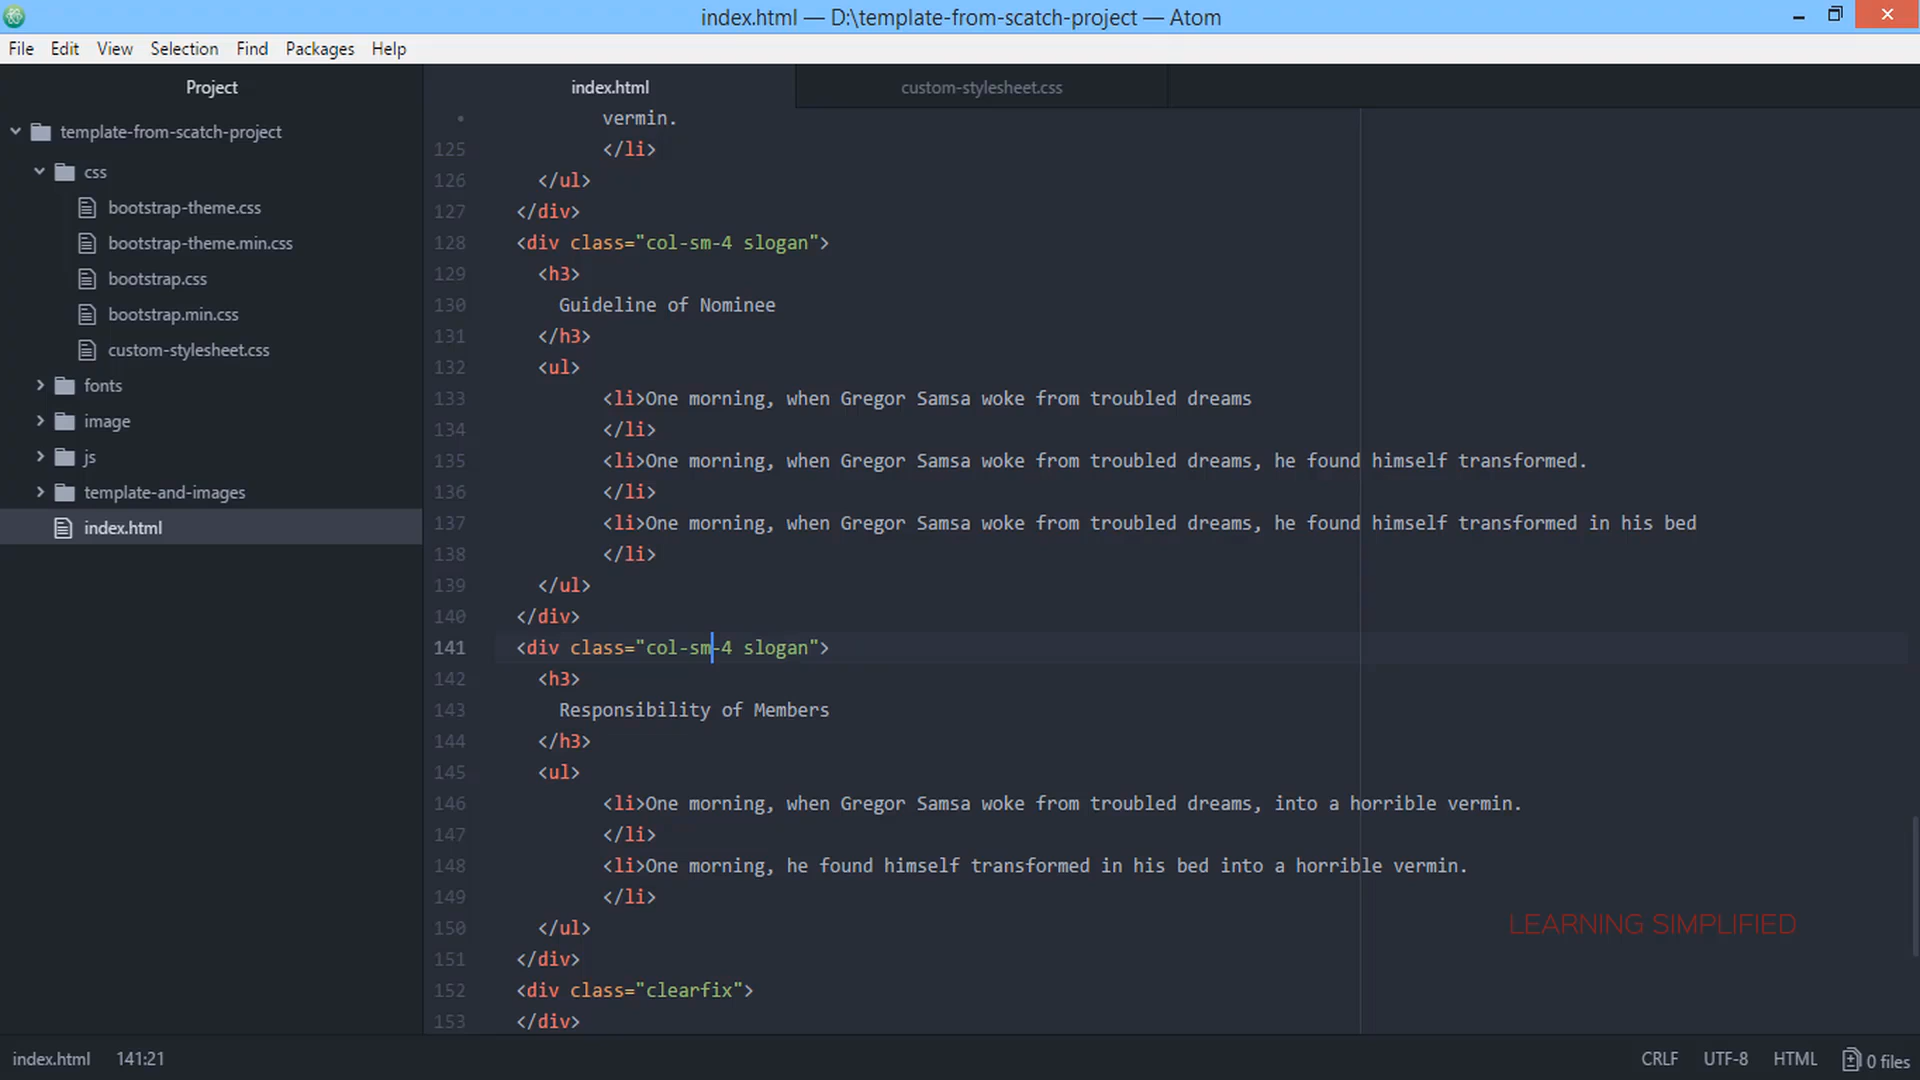 index.html — D:\template-from-scatch-project — Atom
File Edit View Selection Find Packages Help
Project
template-from-scatch-project
css
bootstrap-theme.css
bootstrap-theme.min.css
bootstrap.css
bootstrap.min.css
custom-stylesheet.css
fonts
image
js
template-and-images
index.html
index.html custom-stylesheet.css
• vermin.
125 </li>
126 </ul>
127 </div>
128 <div class="col-sm-4 slogan">
129 <h3>
130 Guideline of Nominee
131 </h3>
132 <ul>
133 <li>One morning, when Gregor Samsa woke from troubled dreams
134 </li>
135 <li>One morning, when Gregor Samsa woke from troubled dreams, he found himself transformed.
136 </li>
137 <li>One morning, when Gregor Samsa woke from troubled dreams, he found himself transformed in his bed
138 </li>
139 </ul>
140 </div>
141 <div class="col-sm-4 slogan">
142 <h3>
143 Responsibility of Members
144 </h3>
145 <ul>
146 <li>One morning, when Gregor Samsa woke from troubled dreams, into a horrible vermin.
147 </li>
148 <li>One morning, he found himself transformed in his bed into a horrible vermin.
149 </li>
150 </ul>
151 </div>
152 <div class="clearfix">
153 </div>
LEARNING SIMPLIFIED
index.html 141:21 CRLF UTF-8 HTML 0 files